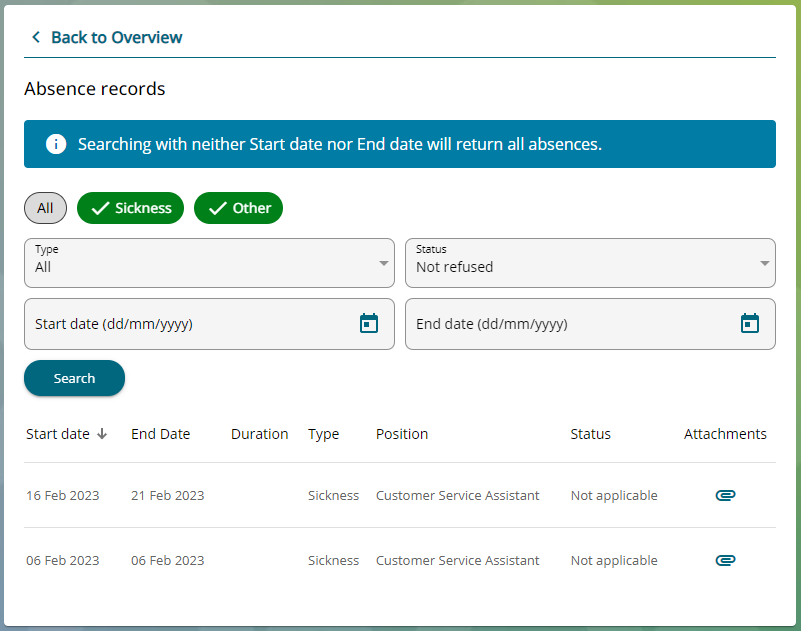 Back to Overview
Absence records
Searching with neither Start date nor End date will return all absences.
All Sickness Other
Type Status
All Not refused
Start date (dd/mm/yyyy) End date (dd/mm/yyyy)
Search
Start date End Date Duration Type Position Status Attachments
16 Feb 2023 21 Feb 2023 Sickness Customer Service Assistant Not applicable
06 Feb 2023 06 Feb 2023 Sickness Customer Service Assistant Not applicable